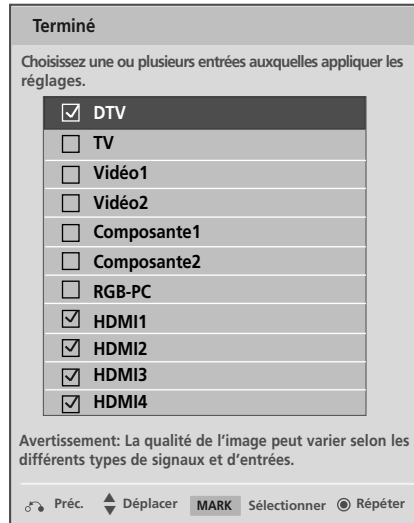 Terminé
Choisissez une ou plusieurs entrées auxquelles appliquer les
réglages.
DTV
TV
Vidéo1
Vidéo2
Composante1
Composante2
RGB-PC
HDMI1
HDMI2
HDMI3
HDMI4
Avertissement: La qualité de l'image peut varier selon les
différents types de signaux et d'entrées.
Préc. Déplacer MARK Sélectionner Répéter